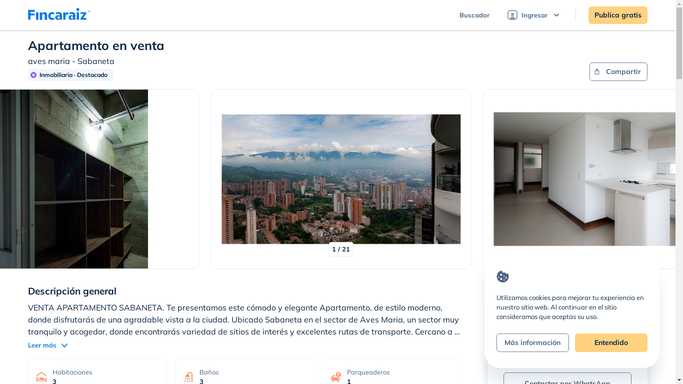 Fincaraiz
Buscador
Ingresar
Publica gratis
Apartamento en venta
aves maria - Sabaneta
Inmobiliaria · Destacado
Compartir
1 / 21
Descripción general
VENTA APARTAMENTO SABANETA. Te presentamos este cómodo y elegante Apartamento, de estilo moderno,
donde disfrutarás de una agradable vista a la ciudad. Ubicado Sabaneta en el sector de Aves Maria, un sector muy
tranquilo y acogedor, donde encontrarás variedad de sitios de interés y excelentes rutas de transporte. Cercano a ...
Leer más
Habitaciones
3
Baños
3
Parqueaderos
1
Utilizamos cookies para mejorar tu experiencia en
nuestro sitio web. Al continuar en el sitio
consideramos que aceptas su uso.
Más información
Entendido
Contactar por WhatsApp